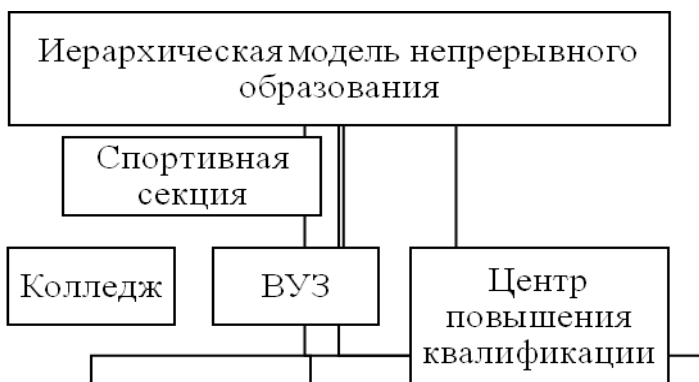 Иерархическая модель непрерывного
образования
Спортивная
секция
Колледж
ВУЗ
Центр
повышения
квалификации